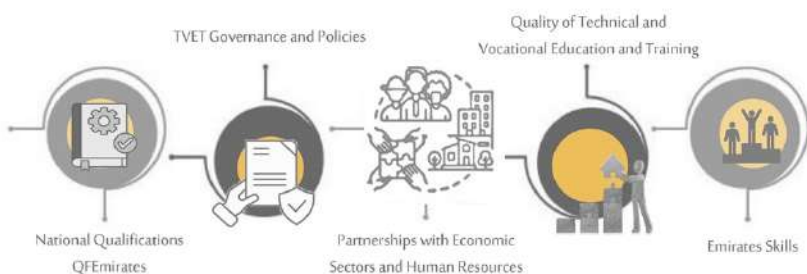 TVET Governance and Policies
Quality of Technical and
Vocational Education and Training
National Qualifications
QFEmirates
Partnerships with Economic
Sectors and Human Resources
Emirates Skills